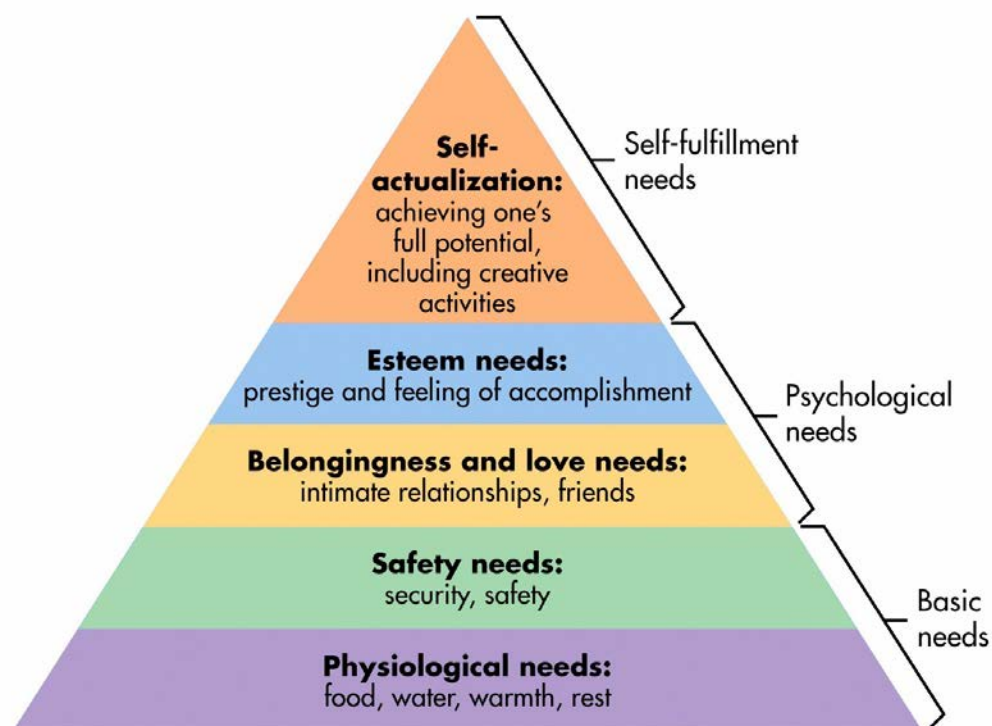 Self-
actualization:
achieving one's
full potential,
including creative
activities
Self-fulfillment
needs
Esteem needs:
prestige and feeling of accomplishment
Psychological
needs
Belongingness and love needs:
intimate relationships, friends
Safety needs:
security, safety
Basic
needs
Physiological needs:
food, water, warmth, rest